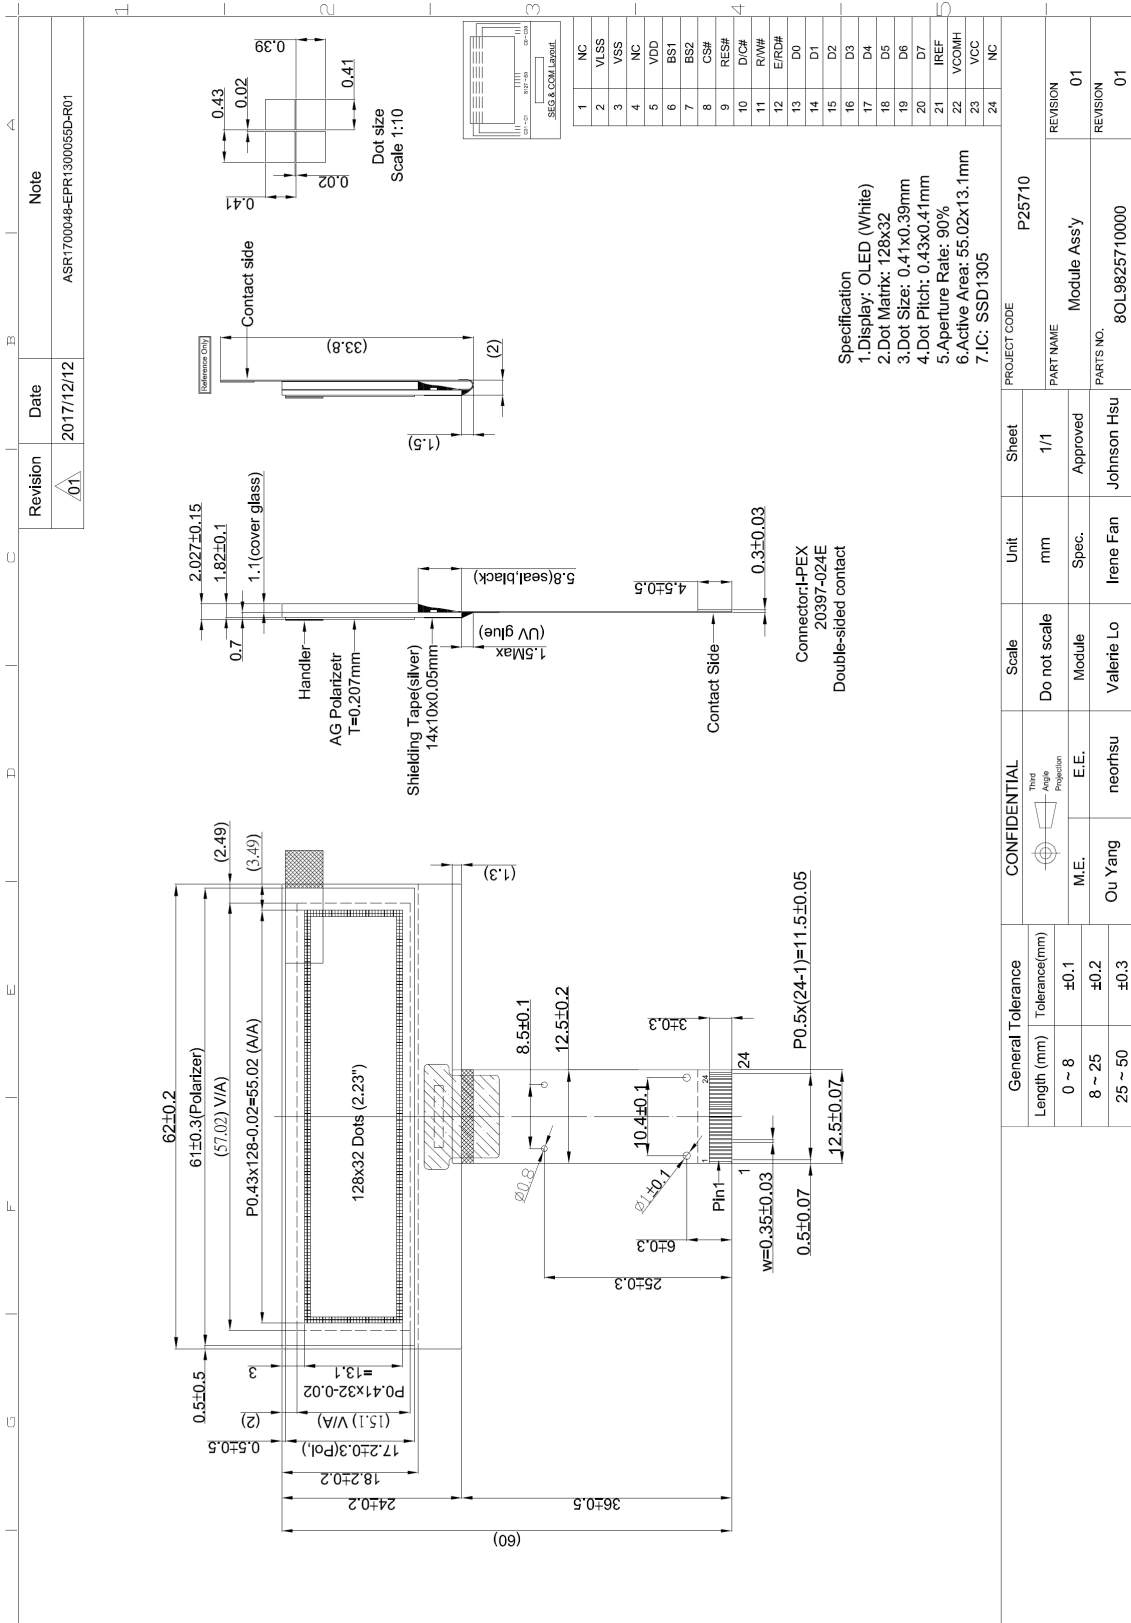 1
2
3
4
5
A
B
C
D
E
F
G
Revision
Date
Note
01
2017/12/12
ASR1700048-EPR1300055D-R01
62±0.2
61±0.3(Polarizer)
(57.02) V/A)
P0.43x128-0.02=55.02 (A/A)
0.5±0.5
(2.49)
(3.49)
128x32 Dots (2.23")
3
P0.41x32-0.02
=13.1
(2)
(15.1) V/A)
0.5±0.5
17.2±0.3(Pol,)
18.2±0.2
24±0.2
36±0.5
(60)
(1.3)
8.5±0.1
12.5±0.2
Ø0.8
10.4±0.1
Ø1±0.1
3±0.3
6±0.3
25±0.3
1
24
Pin1
1
24
w=0.35±0.03
0.5±0.07
P0.5x(24-1)=11.5±0.05
12.5±0.07
2.027±0.15
1.82±0.1
1.1(cover glass)
0.7
Handler
AG Polarizetr
T=0.207mm
Shielding Tape(silver)
14x10x0.05mm
5.8(seal,black)
1.5Max
(UV glue)
4.5±0.5
0.3±0.03
Contact Side
Connector:I-PEX
20397-024E
Double-sided contact
Reference Only
Contact side
(33.8)
(2)
(1.5)
0.43
0.02
0.39
0.41
0.41
0.02
Dot size
Scale 1:10
SEG & COM Layout
1 NC
2 VLSS
3 VSS
4 NC
5 VDD
6 BS1
7 BS2
8 CS#
9 RES#
10 D/C#
11 R/W#
12 E/RD#
13 D0
14 D1
15 D2
16 D3
17 D4
18 D5
19 D6
20 D7
21 IREF
22 VCOMH
23 VCC
24 NC
Specification
1.Display: OLED (White)
2.Dot Matrix: 128x32
3.Dot Size: 0.41x0.39mm
4.Dot Pitch: 0.43x0.41mm
5.Aperture Rate: 90%
6.Active Area: 55.02x13.1mm
7.IC: SSD1305
General Tolerance
Length (mm) Tolerance(mm)
0 ~ 8 ±0.1
8 ~ 25 ±0.2
25 ~ 50 ±0.3
CONFIDENTIAL
Third
Angle
Projection
M.E. E.E.
Ou Yang neorhsu
Scale Unit Sheet
Do not scale mm 1/1
Module Spec. Approved
Valerie Lo Irene Fan Johnson Hsu
PROJECT CODE
P25710
PART NAME
Module Ass'y
REVISION
01
PARTS NO.
8OL9825710000
REVISION
01